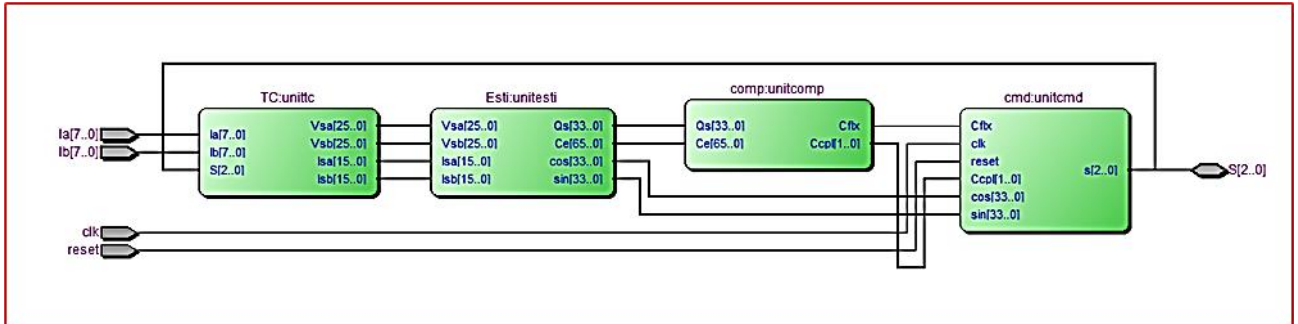 TC:unittc
Esti:unitesti
comp:unitcomp
cmd:unitcmd
Ia[7..0]
Ib[7..0]
Ia[7..0]
Ib[7..0]
S[2..0]
Vsa[25..0]
Vsb[25..0]
Isa[15..0]
Isb[15..0]
Vsa[25..0]
Vsb[25..0]
Isa[15..0]
Isb[15..0]
Qs[33..0]
Ce[65..0]
cos[33..0]
sin[33..0]
Qs[33..0]
Ce[65..0]
Cflx
Ccpl[1..0]
Cflx
clk
reset
Ccpl[1..0]
cos[33..0]
sin[33..0]
s[2..0]
S[2..0]
clk
reset